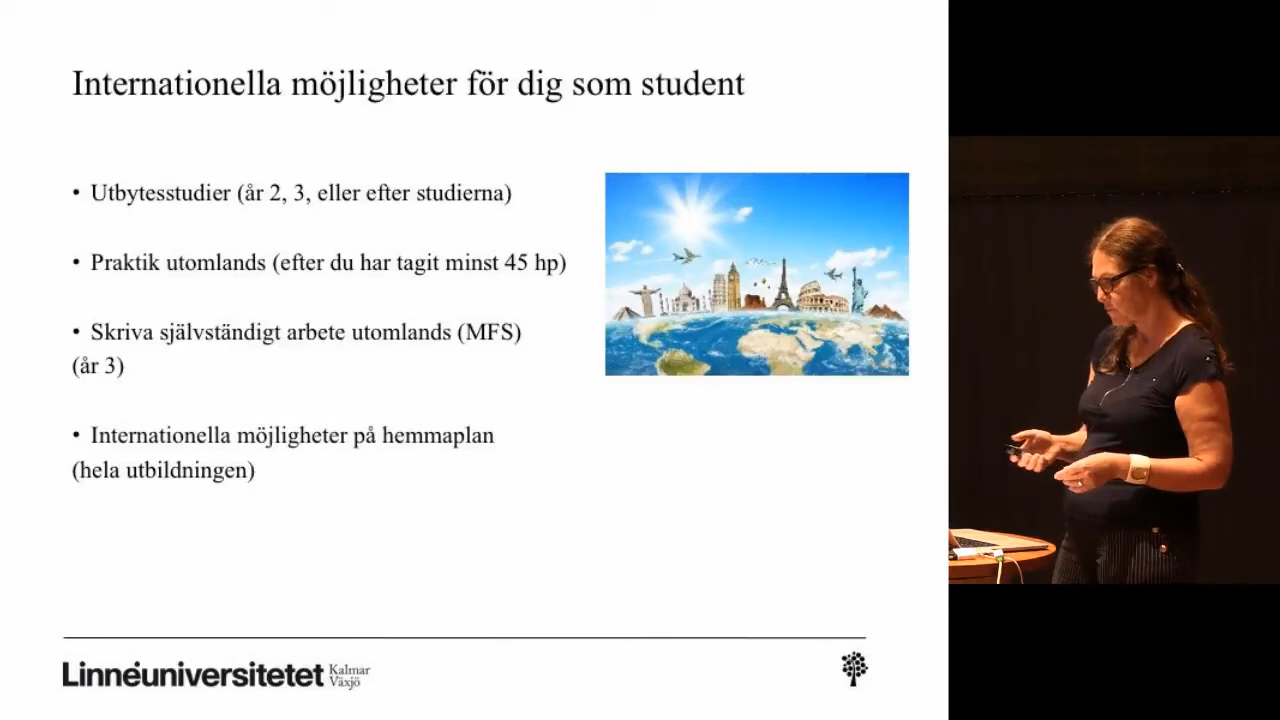 Internationella möjligheter för dig som student
• Utbytesstudier (år 2, 3, eller efter studierna)
• Praktik utomlands (efter du har tagit minst 45 hp)
• Skriva självständigt arbete utomlands (MFS)
(år 3)
• Internationella möjligheter på hemmaplan
(hela utbildningen)
Linnéuniversitetet Kalmar
Växjö